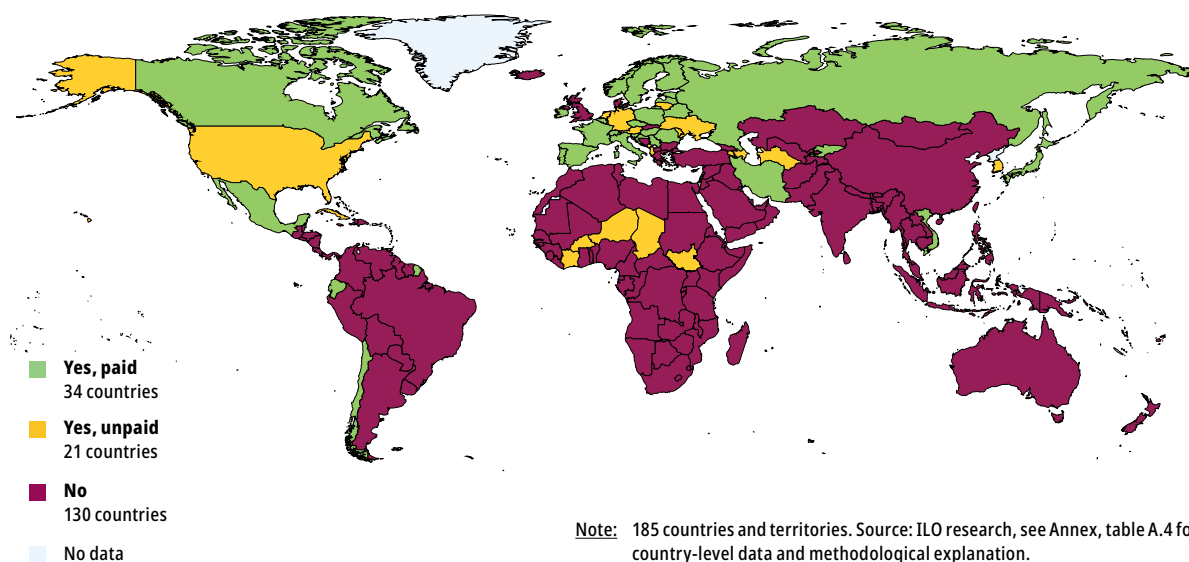 Yes, paid
34 countries
Yes, unpaid
21 countries
No
130 countries
No data
Note: 185 countries and territories. Source: ILO research, see Annex, table A.4 fo
country-level data and methodological explanation.